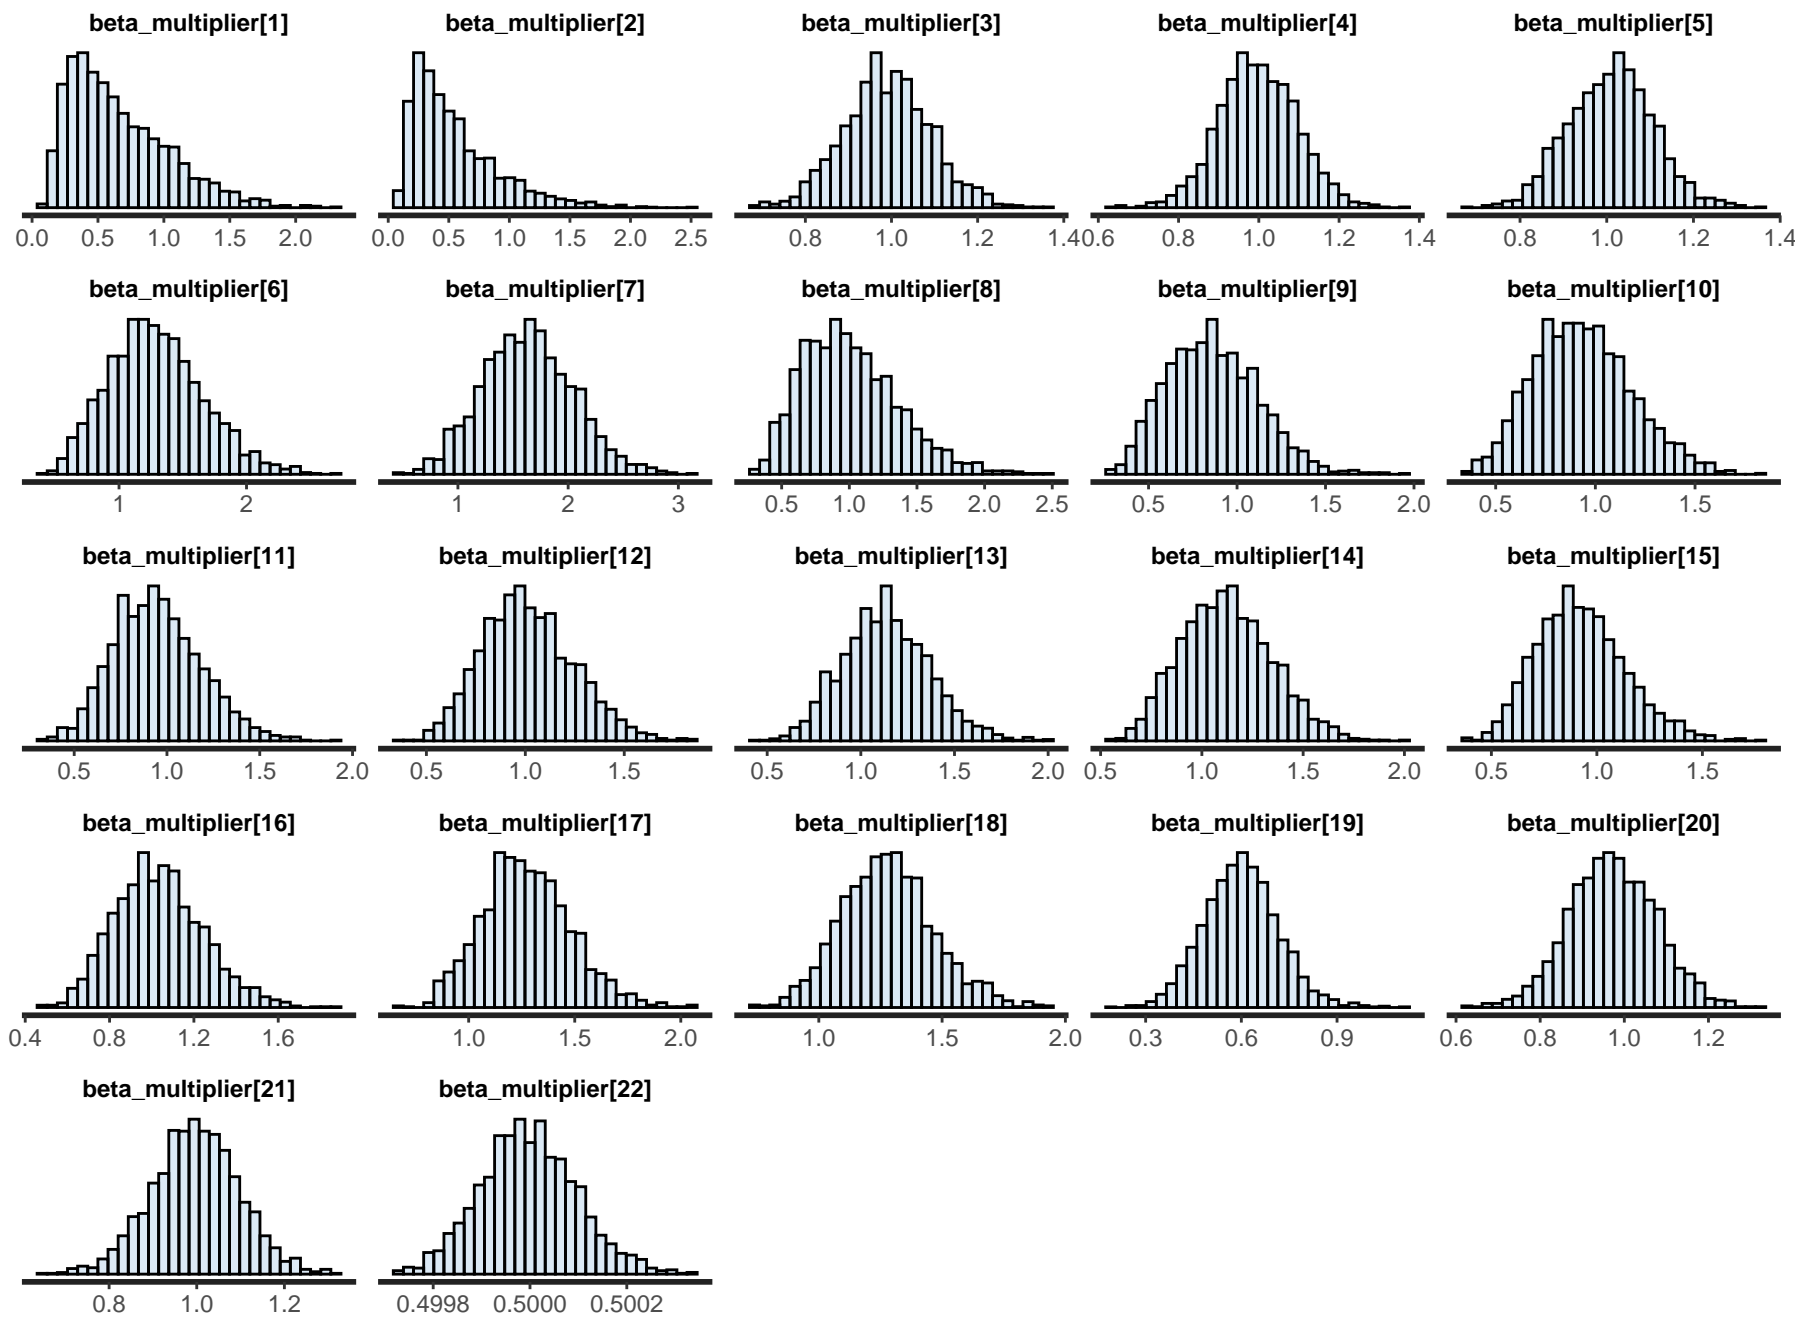 beta_multiplier[1] beta_multiplier[2] beta_multiplier[3] beta_multiplier[4] beta_multiplier[5]
0.0 0.5 1.0 1.5 2.0 0.0 0.5 1.0 1.5 2.0 2.5 0.8 1.0 1.2 1.4 0.6 0.8 1.0 1.2 1.4 0.8 1.0 1.2 1.4
beta_multiplier[6] beta_multiplier[7] beta_multiplier[8] beta_multiplier[9] beta_multiplier[10]
1 2 1 2 3 0.5 1.0 1.5 2.0 2.5 0.5 1.0 1.5 2.0 0.5 1.0 1.5
beta_multiplier[11] beta_multiplier[12] beta_multiplier[13] beta_multiplier[14] beta_multiplier[15]
0.5 1.0 1.5 2.0 0.5 1.0 1.5 0.5 1.0 1.5 2.0 0.5 1.0 1.5 2.0 0.5 1.0 1.5
beta_multiplier[16] beta_multiplier[17] beta_multiplier[18] beta_multiplier[19] beta_multiplier[20]
0.4 0.8 1.2 1.6 1.0 1.5 2.0 1.0 1.5 2.0 0.3 0.6 0.9 0.6 0.8 1.0 1.2
beta_multiplier[21] beta_multiplier[22]
0.8 1.0 1.2 0.4998 0.5000 0.5002